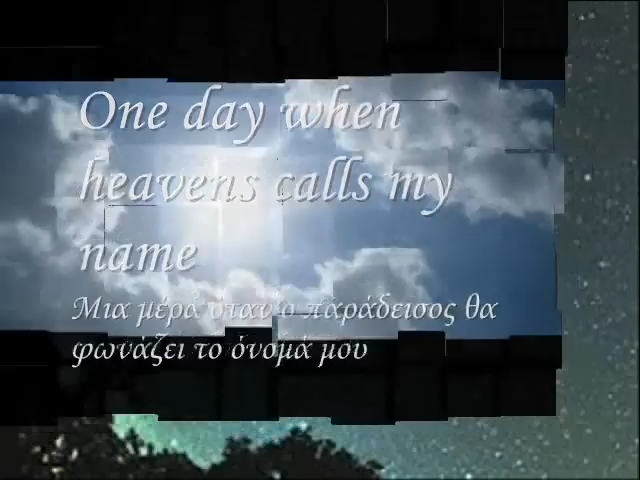 One day when
heavens calls my
name
Μια μέρα όταν ο παράδεισος θα
φωνάζει το όνομά μου